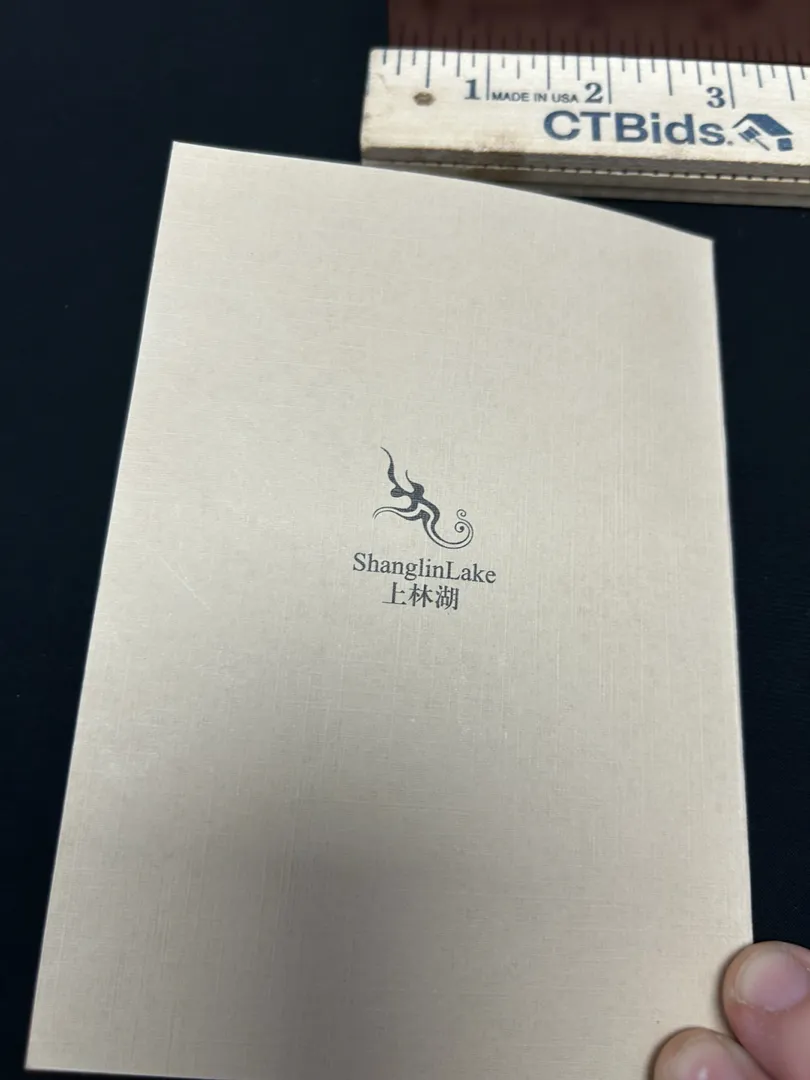 1 MADE IN USA 2 3
CTBids.
ShanglinLake
上林湖